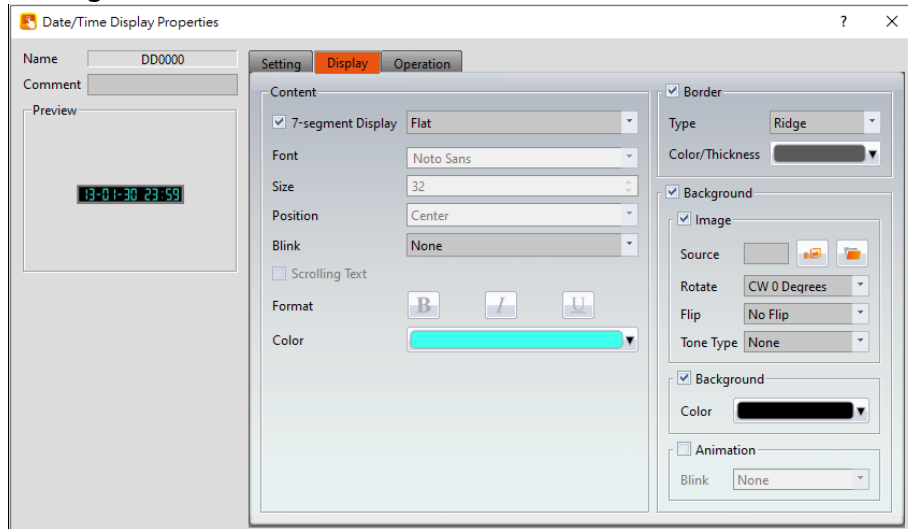 Date/Time Display Properties ? ×
Name DD0000
Comment
Preview
13-01-30 23:59
Setting Display Operation
Content
7-segment Display Flat
Font Noto Sans
Size 32
Position Center
Blink None
Scrolling Text
Format B I U
Color
Border
Type Ridge
Color/Thickness
Background
Image
Source
Rotate CW 0 Degrees
Flip No Flip
Tone Type None
Background
Color
Animation
Blink None